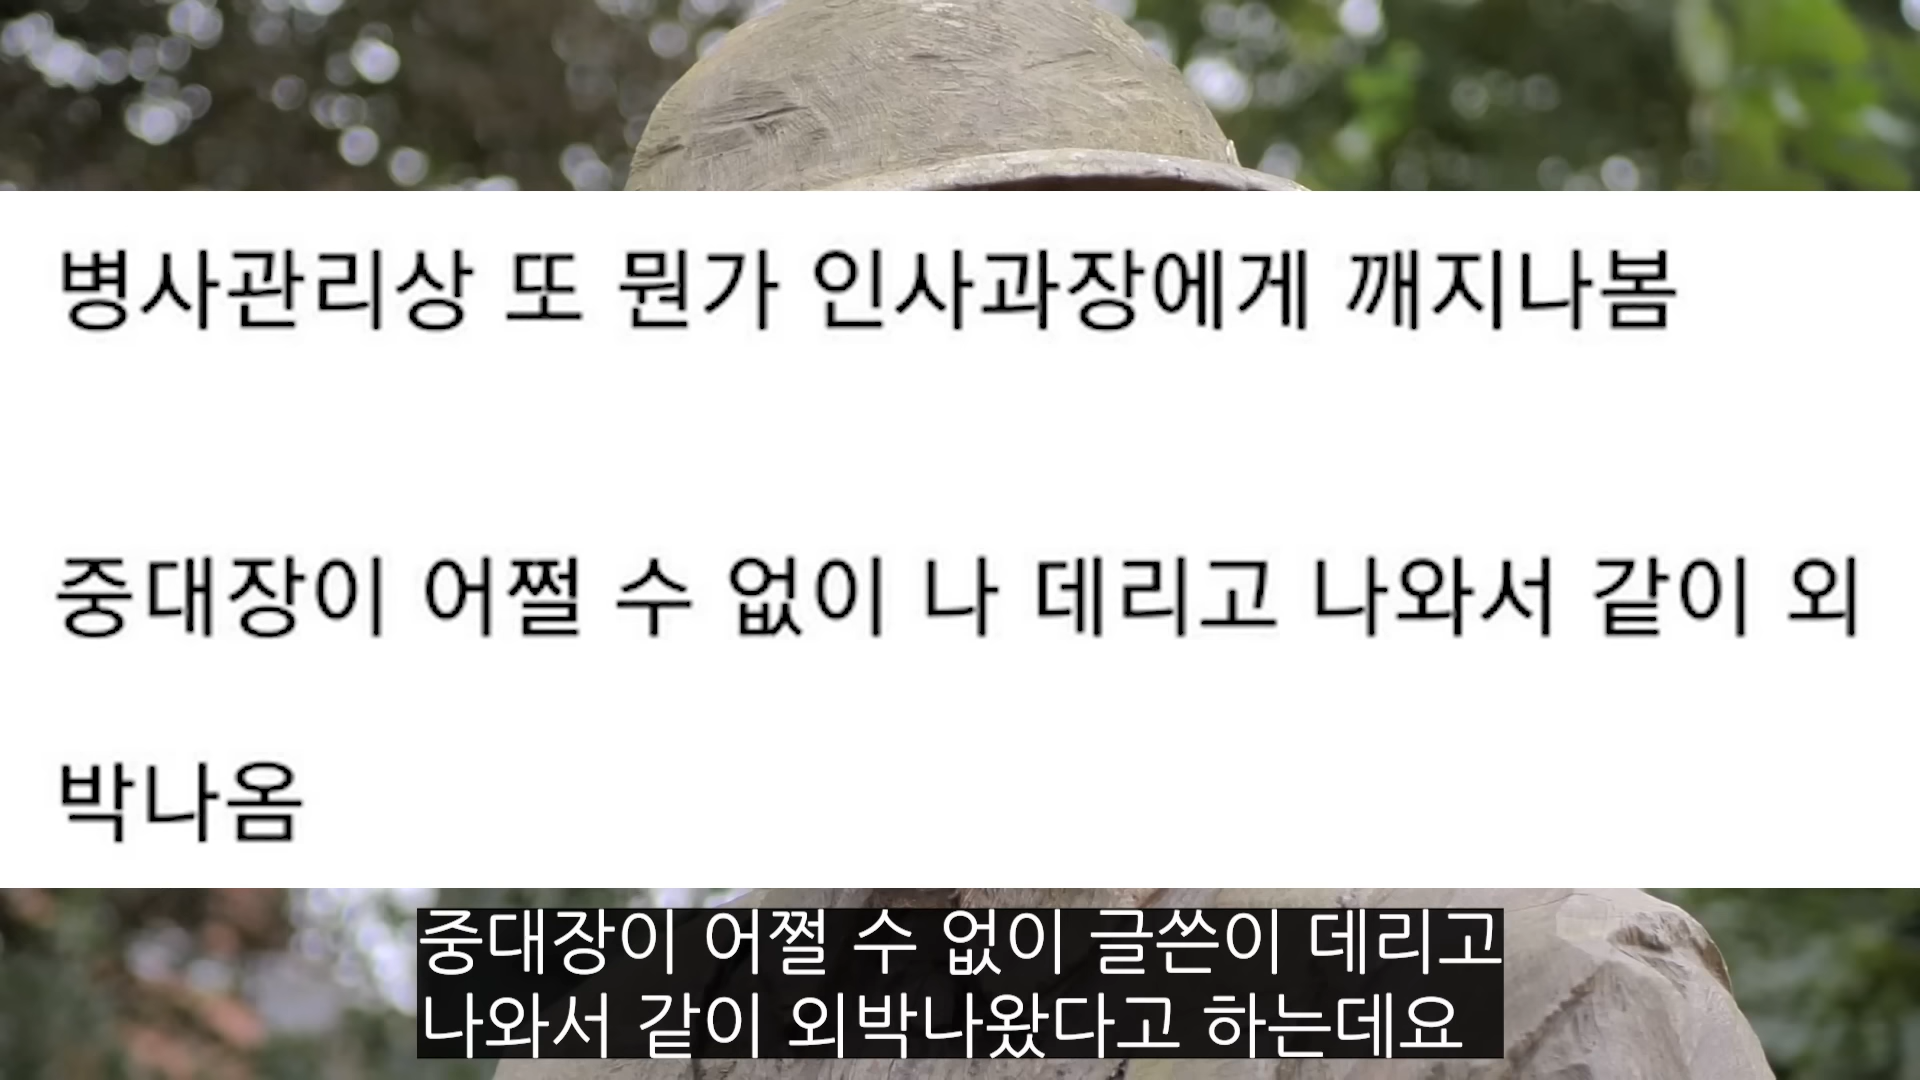 병사관리상 또 뭔가 인사과장에게 깨지나봄
중대장이 어쩔 수 없이 나 데리고 나와서 같이 외
박나옴
중대장이 어쩔 수 없이 글쓴이 데리고
나와서 같이 외박나왔다고 하는데요